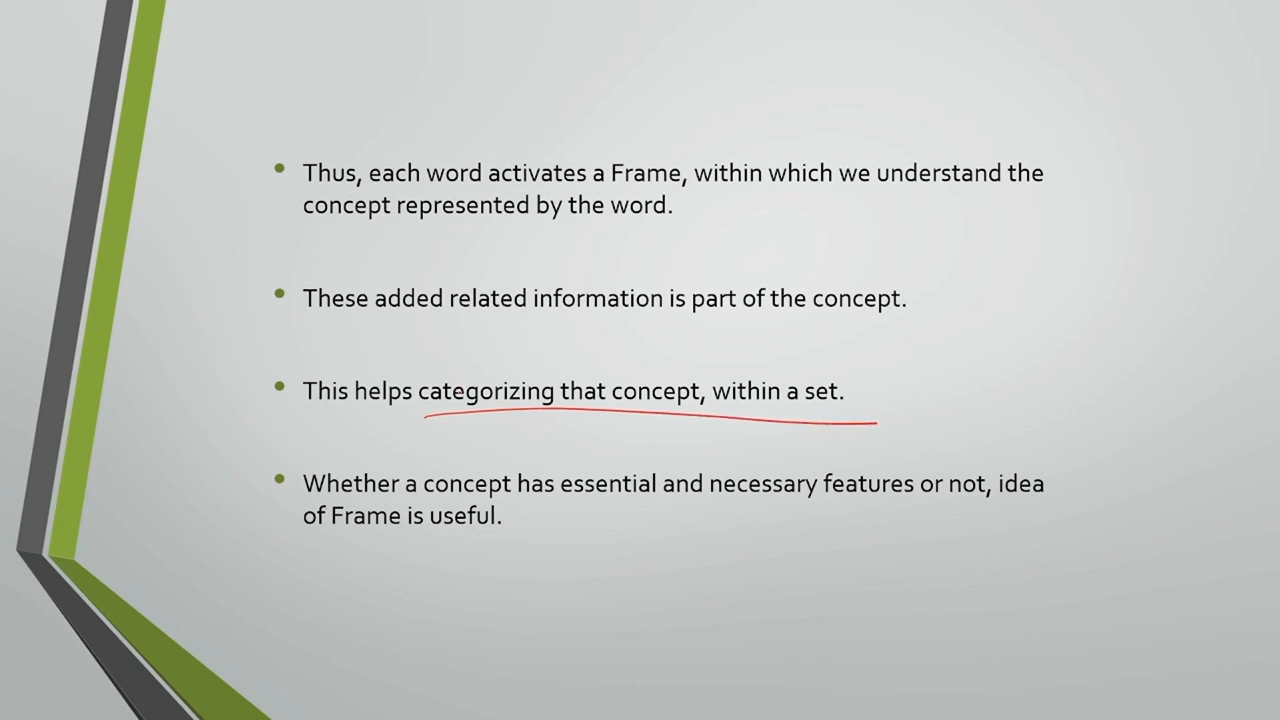 Thus, each word activates a Frame, within which we understand the
concept represented by the word.
These added related information is part of the concept.
This helps categorizing that concept, within a set.
Whether a concept has essential and necessary features or not, idea
of Frame is useful.